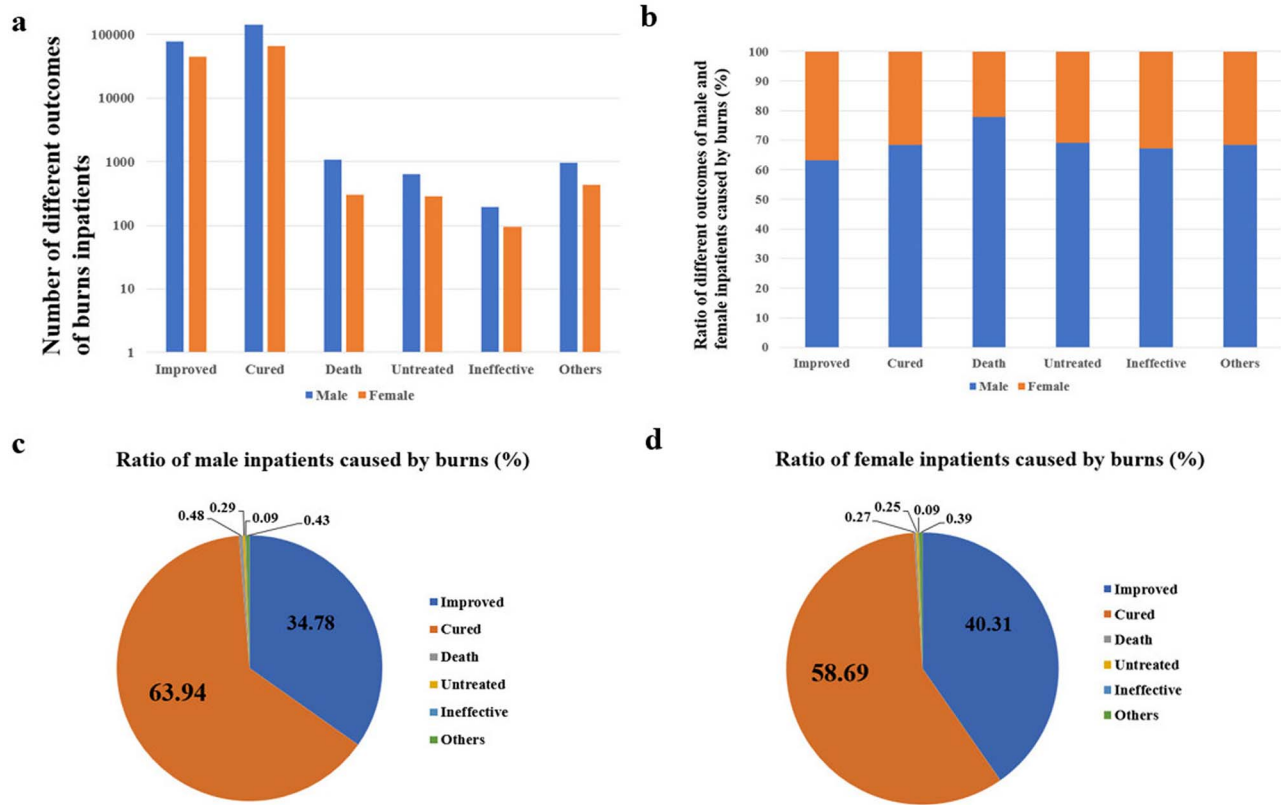 a
Number of different outcomes
of burns inpatients
100000
10000
1000
100
10
1
Improved Cured Death Untreated Ineffective Others
Male Female
b
Ratio of different outcomes of male and
female inpatients caused by burns (%)
100
90
80
70
60
50
40
30
20
10
0
Improved Cured Death Untreated Ineffective Others
Male Female
c
Ratio of male inpatients caused by burns (%)
0.48 0.29 0.09 0.43
34.78
63.94
Improved
Cured
Death
Untreated
Ineffective
Others
d
Ratio of female inpatients caused by burns (%)
0.27 0.25 0.09 0.39
40.31
58.69
Improved
Cured
Death
Untreated
Ineffective
Others